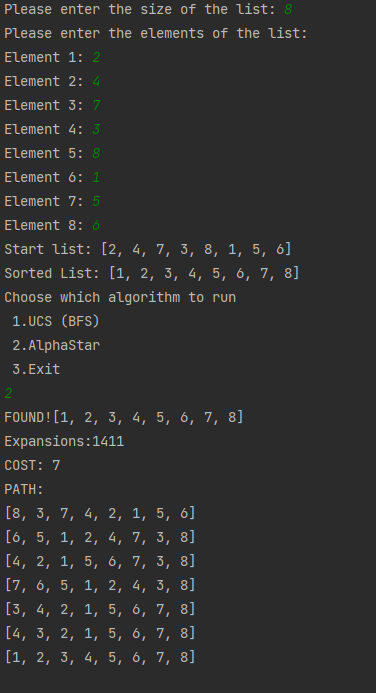 Please enter the size of the list: 8
Please enter the elements of the list:
Element 1: 2
Element 2: 4
Element 3: 7
Element 4: 3
Element 5: 8
Element 6: 1
Element 7: 5
Element 8: 6
Start list: [2, 4, 7, 3, 8, 1, 5, 6]
Sorted List: [1, 2, 3, 4, 5, 6, 7, 8]
Choose which algorithm to run
 1.UCS (BFS)
 2.AlphaStar
 3.Exit
2
FOUND![1, 2, 3, 4, 5, 6, 7, 8]
Expansions:1411
COST: 7
PATH:
[8, 3, 7, 4, 2, 1, 5, 6]
[6, 5, 1, 2, 4, 7, 3, 8]
[4, 2, 1, 5, 6, 7, 3, 8]
[7, 6, 5, 1, 2, 4, 3, 8]
[3, 4, 2, 1, 5, 6, 7, 8]
[4, 3, 2, 1, 5, 6, 7, 8]
[1, 2, 3, 4, 5, 6, 7, 8]